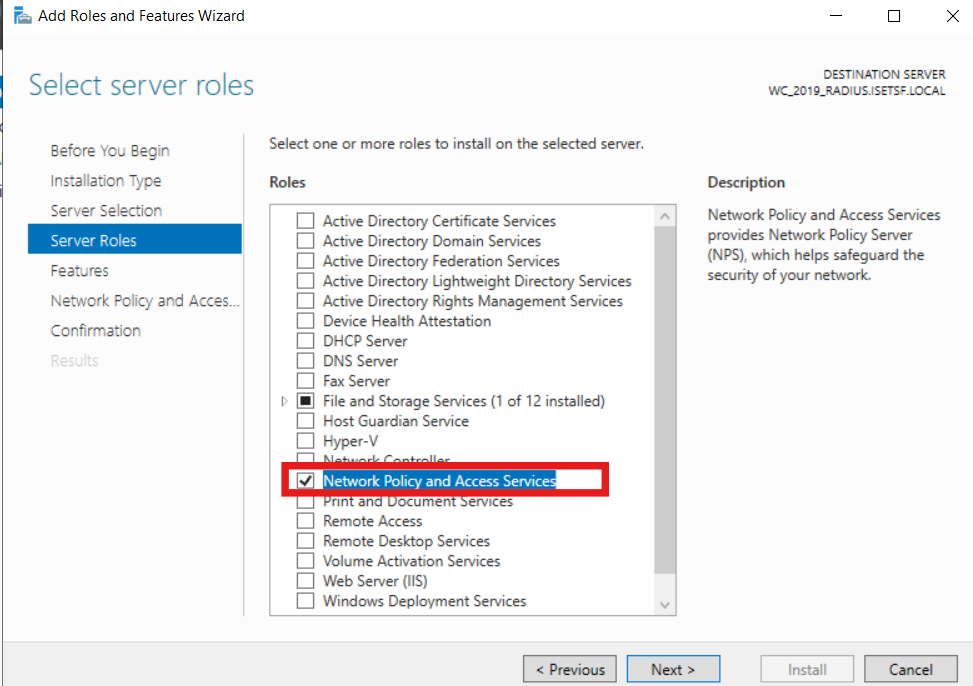 Add Roles and Features Wizard
Select server roles
DESTINATION SERVER
WC_2019_RADIUS.ISETSF.LOCAL
Before You Begin
Installation Type
Server Selection
Server Roles
Features
Network Policy and Acces...
Confirmation
Results
Select one or more roles to install on the selected server.
Roles
Active Directory Certificate Services
Active Directory Domain Services
Active Directory Federation Services
Active Directory Lightweight Directory Services
Active Directory Rights Management Services
Device Health Attestation
DHCP Server
DNS Server
Fax Server
File and Storage Services (1 of 12 installed)
Host Guardian Service
Hyper-V
Network Controller
Network Policy and Access Services
Print and Document Services
Remote Access
Remote Desktop Services
Volume Activation Services
Web Server (IIS)
Windows Deployment Services
Description
Network Policy and Access Services
provides Network Policy Server
(NPS), which helps safeguard the
security of your network.
< Previous
Next >
Install
Cancel